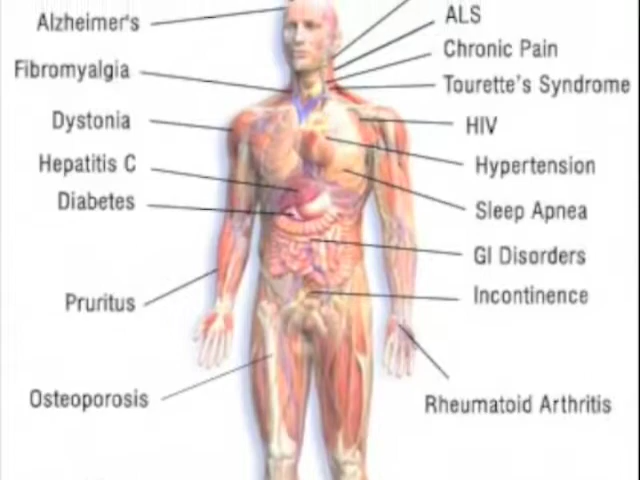 Alzheimer's
Fibromyalgia
Dystonia
Hepatitis C
Diabetes
Pruritus
Osteoporosis
ALS
Chronic Pain
Tourette's Syndrome
HIV
Hypertension
Sleep Apnea
GI Disorders
Incontinence
Rheumatoid Arthritis